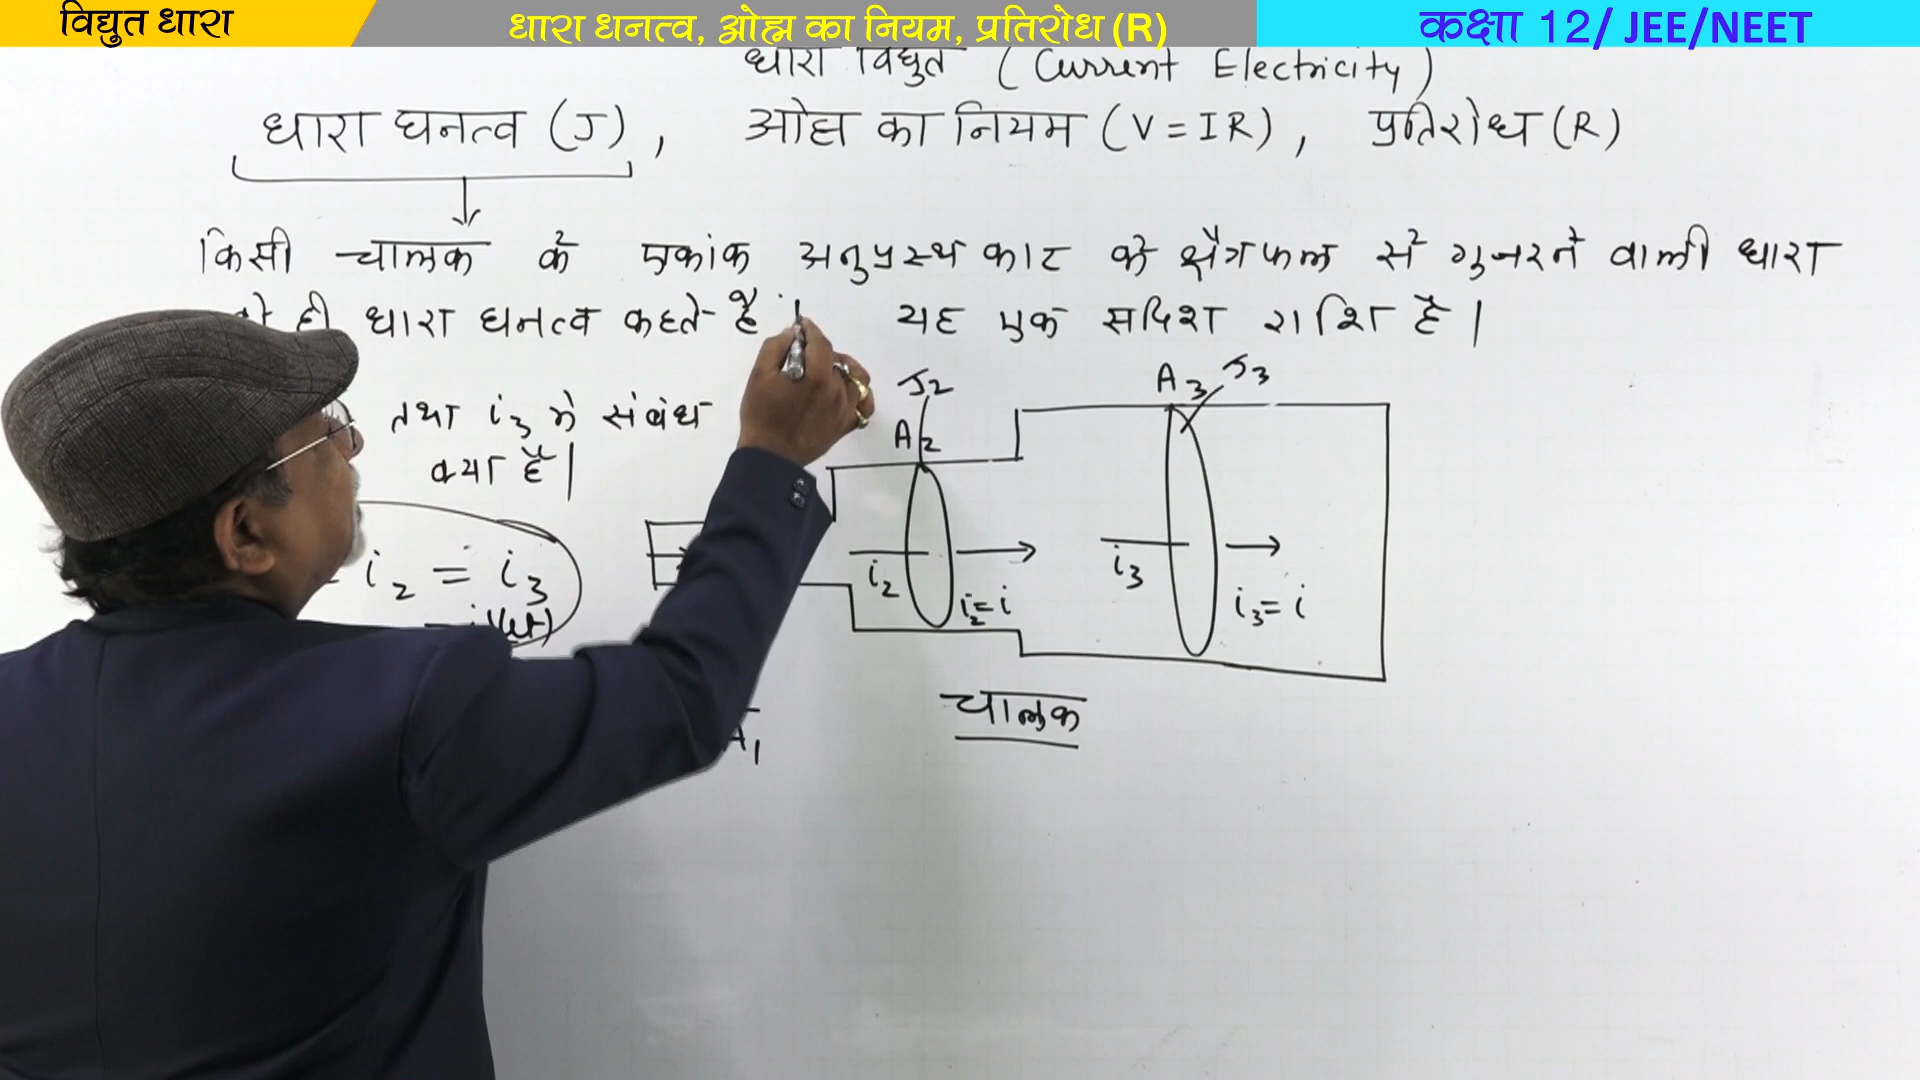 विद्युत धारा
धारा धनत्व, ओह्म का नियम, प्रतिरोध (R)
कक्षा 12/ JEE/NEET
धारा विद्युत (Current Electricity)
धारा घनत्व (J), ओह्म का नियम (V = IR), प्रतिरोध (R)
किसी चालक के एकांक अनुप्रस्थ काट के क्षेत्रफल से गुजरने वाली धारा
को ही धारा घनत्व कहते हैं। यह एक सदिश राशि है।
तथा i₃ में संबंध
क्या है।
i₂ = i₃
J₂
A₂
A₃ J₃
i₂
i₂=i
i₃
i₃= i
A₁
चालक